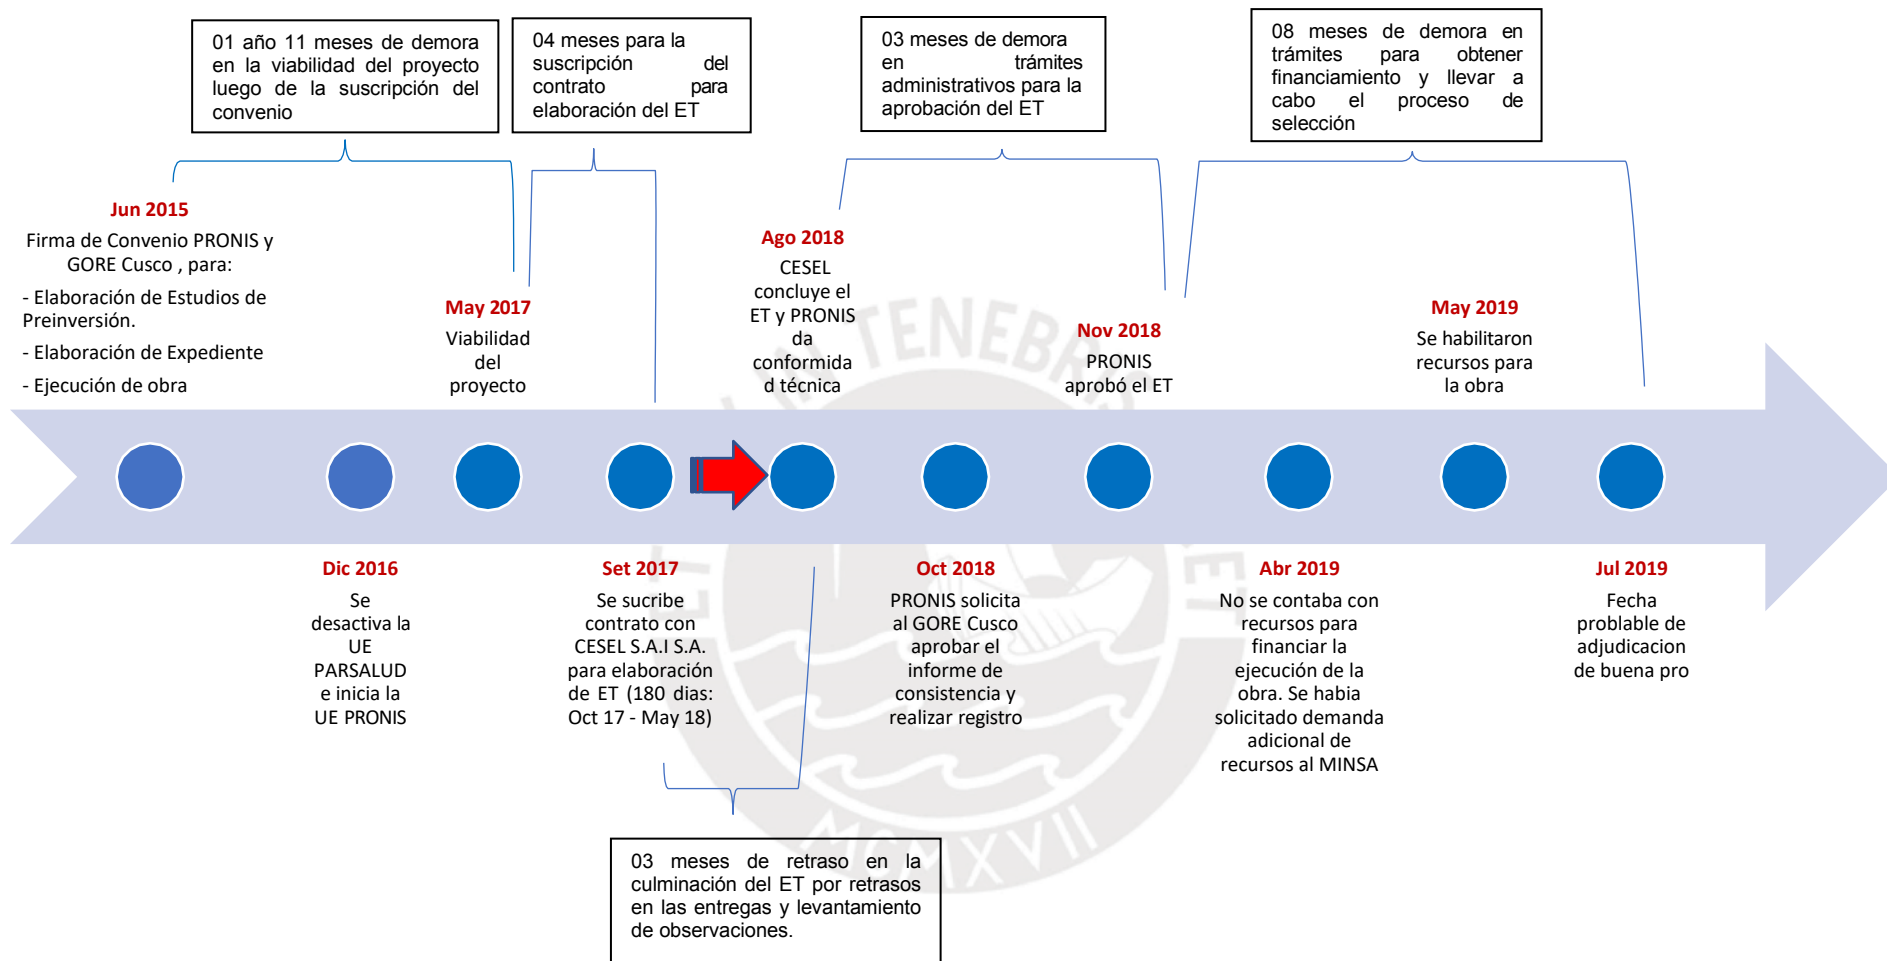 01 año 11 meses de demora
en la viabilidad del proyecto
luego de la suscripción del
convenio
04 meses para la
suscripción del
contrato para
elaboración del ET
03 meses de demora
en trámites
administrativos para la
aprobación del ET
08 meses de demora en
trámites para obtener
financiamiento y llevar a
cabo el proceso de
selección
Jun 2015
Firma de Convenio PRONIS y
GORE Cusco , para:
- Elaboración de Estudios de
Preinversión.
- Elaboración de Expediente
- Ejecución de obra
May 2017
Viabilidad
del
proyecto
Ago 2018
CESEL
concluye el
ET y PRONIS
da
conformida
d técnica
Nov 2018
PRONIS
aprobó el ET
May 2019
Se habilitaron
recursos para
la obra
Dic 2016
Se
desactiva la
UE
PARSALUD
e inicia la
UE PRONIS
Set 2017
Se sucribe
contrato con
CESEL S.A.I S.A.
para elaboración
de ET (180 dias:
Oct 17 - May 18)
Oct 2018
PRONIS solicita
al GORE Cusco
aprobar el
informe de
consistencia y
realizar registro
Abr 2019
No se contaba con
recursos para
financiar la
ejecución de la
obra. Se habia
solicitado demanda
adicional de
recursos al MINSA
Jul 2019
Fecha
problable de
adjudicacion
de buena pro
03 meses de retraso en la
culminación del ET por retrasos
en las entregas y levantamiento
de observaciones.
IN TENEBRIS
MCMXVII